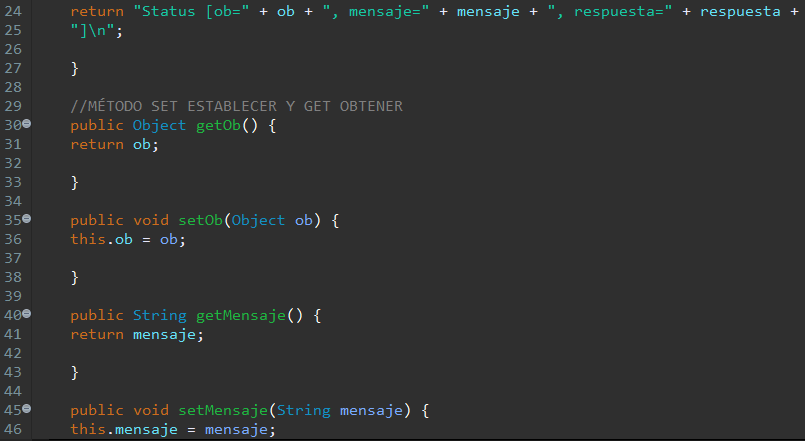 24 return "Status [ob=" + ob + ", mensaje=" + mensaje + ", respuesta=" + respuesta +
25 "]\n";
26
27 }
28
29 //MÉTODO SET ESTABLECER Y GET OBTENER
30 public Object getOb() {
31 return ob;
32
33 }
34
35 public void setOb(Object ob) {
36 this.ob = ob;
37
38 }
39
40 public String getMensaje() {
41 return mensaje;
42
43 }
44
45 public void setMensaje(String mensaje) {
46 this.mensaje = mensaje;